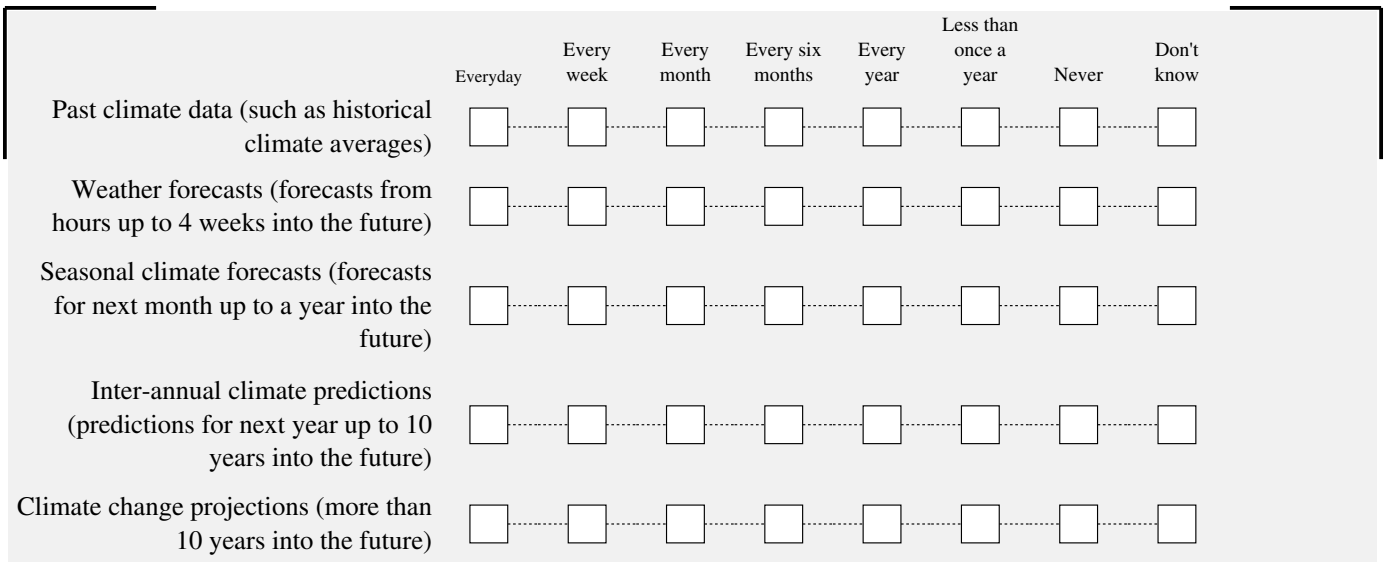 Everyday
Every week
Every month
Every six months
Every year
Less than once a year
Never
Don't know
Past climate data (such as historical
climate averages)
Weather forecasts (forecasts from
hours up to 4 weeks into the future)
Seasonal climate forecasts (forecasts
for next month up to a year into the
future)
Inter-annual climate predictions
(predictions for next year up to 10
years into the future)
Climate change projections (more than
10 years into the future)